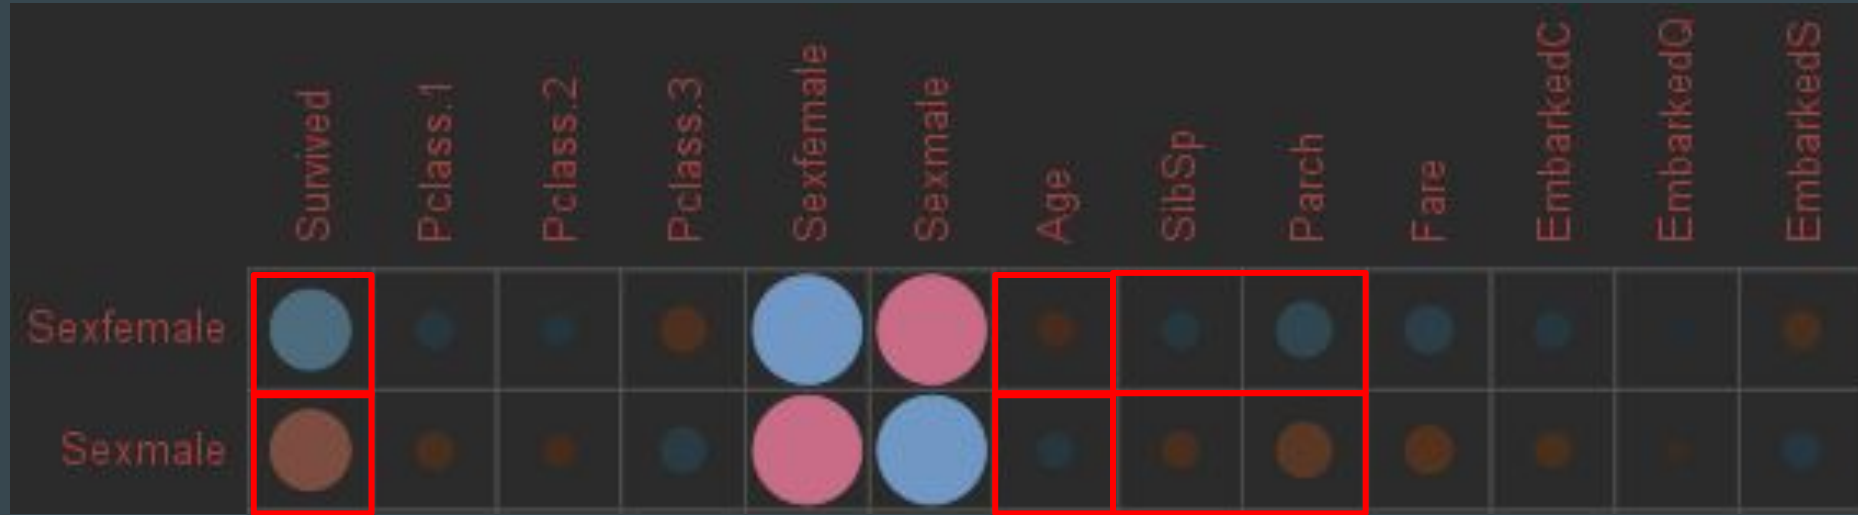 Survived
Pclass.1
Pclass.2
Pclass.3
Sexfemale
Sexmale
Age
SibSp
Parch
Fare
EmbarkedC
EmbarkedQ
EmbarkedS
Sexfemale
Sexmale